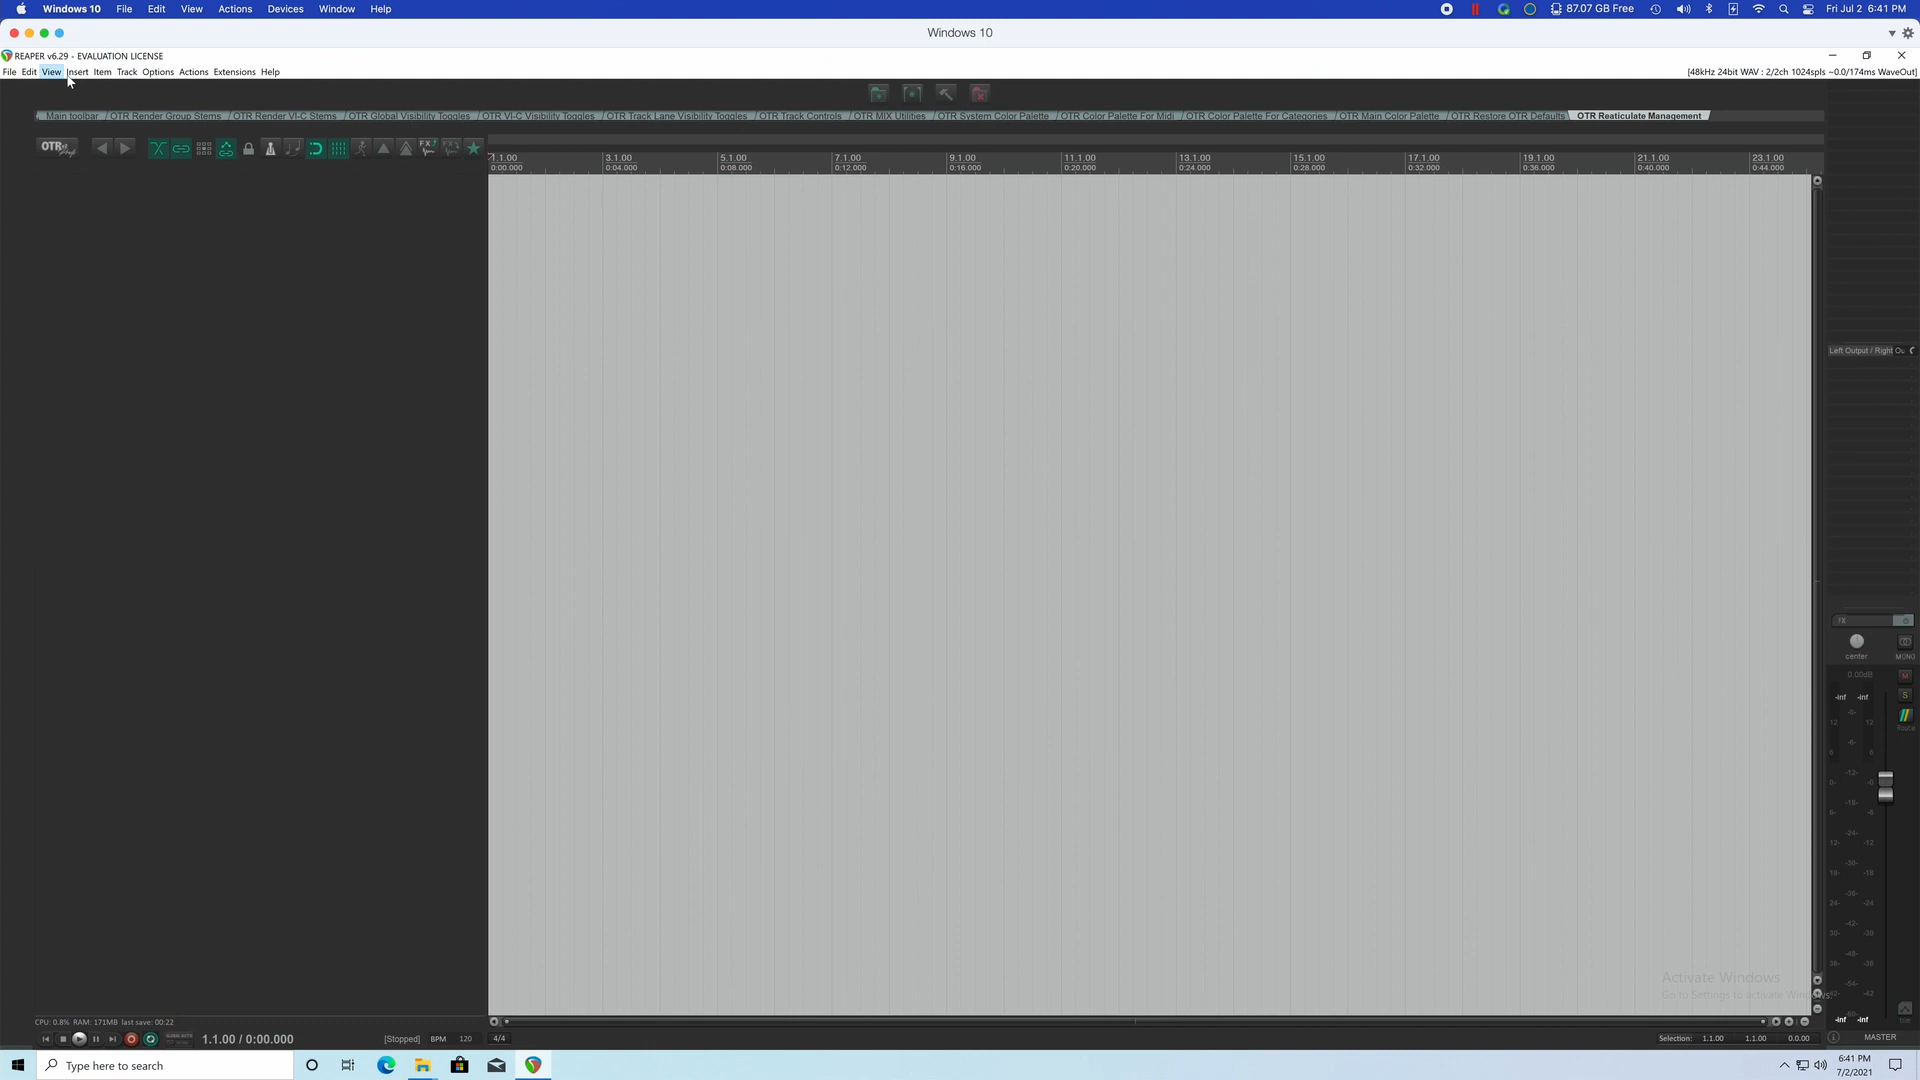 Windows 10 File Edit View Actions Devices Window Help 87.07 GB Free Fri Jul 2 6:41 PM
Windows 10
REAPER v6.29 - EVALUATION LICENSE
File Edit View Insert Item Track Options Actions Extensions Help [48kHz 24bit WAV : 2/2ch 1024spls ~0.0/174ms WaveOut]
Main toolbar OTR Render Group Stems OTR Render VI-C Stems OTR Global Visibility Toggles OTR VI-C Visibility Toggles OTR Track Lane Visibility Toggles OTR Track Controls OTR MIX Utilities OTR System Color Palette OTR Color Palette For Midi OTR Color Palette For Categories OTR Main Color Palette OTR Restore OTR Defaults OTR Reaticulate Management
OTR
1.1.00 3.1.00 5.1.00 7.1.00 9.1.00 11.1.00 13.1.00 15.1.00 17.1.00 19.1.00 21.1.00 23.1.00
0:00.000 0:04.000 0:08.000 0:12.000 0:16.000 0:20.000 0:24.000 0:28.000 0:32.000 0:36.000 0:40.000 0:44.000
Left Output / Right Ou
FX
center MONO
0.00dB M
-inf -inf S
Route
Activate Windows
Go to Settings to activate Windows.
-inf -inf
CPU: 0.8% RAM: 171MB last save: 00:22
1.1.00 / 0:00.000 [Stopped] BPM 120 4/4 Selection: 1.1.00 1.1.00 0.0.00 MASTER
Type here to search
6:41 PM
7/2/2021